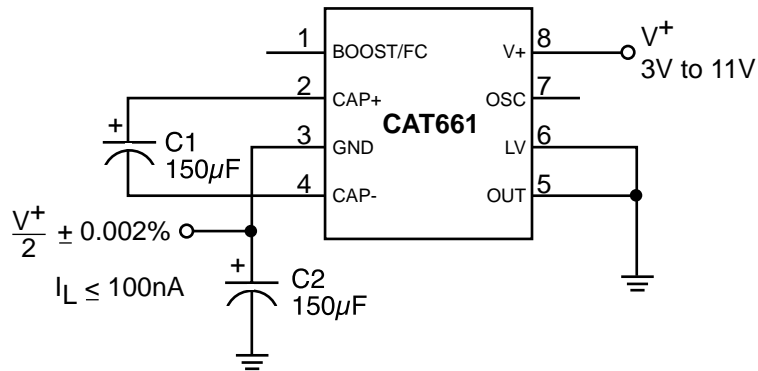 1
BOOST/FC
V+
8
V+
3V to 11V
2
CAP+
OSC
7
CAT661
+
C1
150µF
3
GND
LV
6
4
CAP-
OUT
5
V+
2
± 0.002%
IL ≤ 100nA
+
C2
150µF